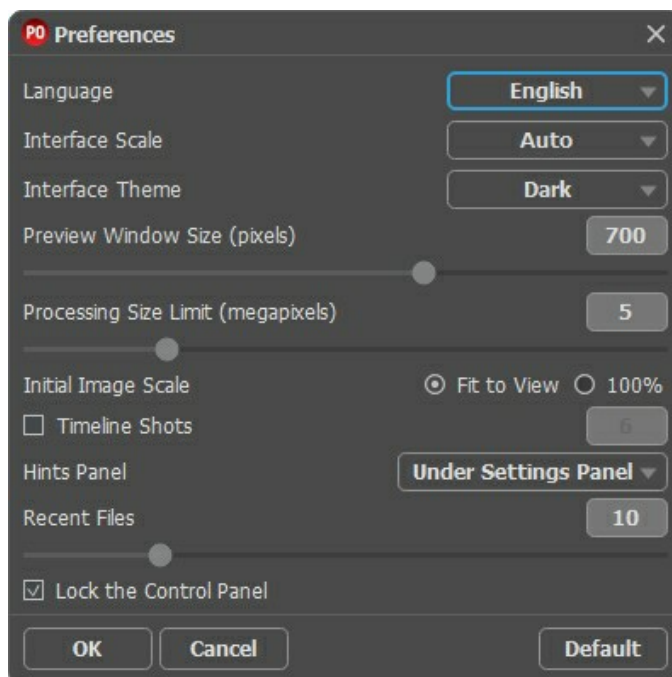 PO Preferences
Language English
Interface Scale Auto
Interface Theme Dark
Preview Window Size (pixels) 700
Processing Size Limit (megapixels) 5
Initial Image Scale Fit to View 100%
Timeline Shots 6
Hints Panel Under Settings Panel
Recent Files 10
Lock the Control Panel
OK Cancel Default